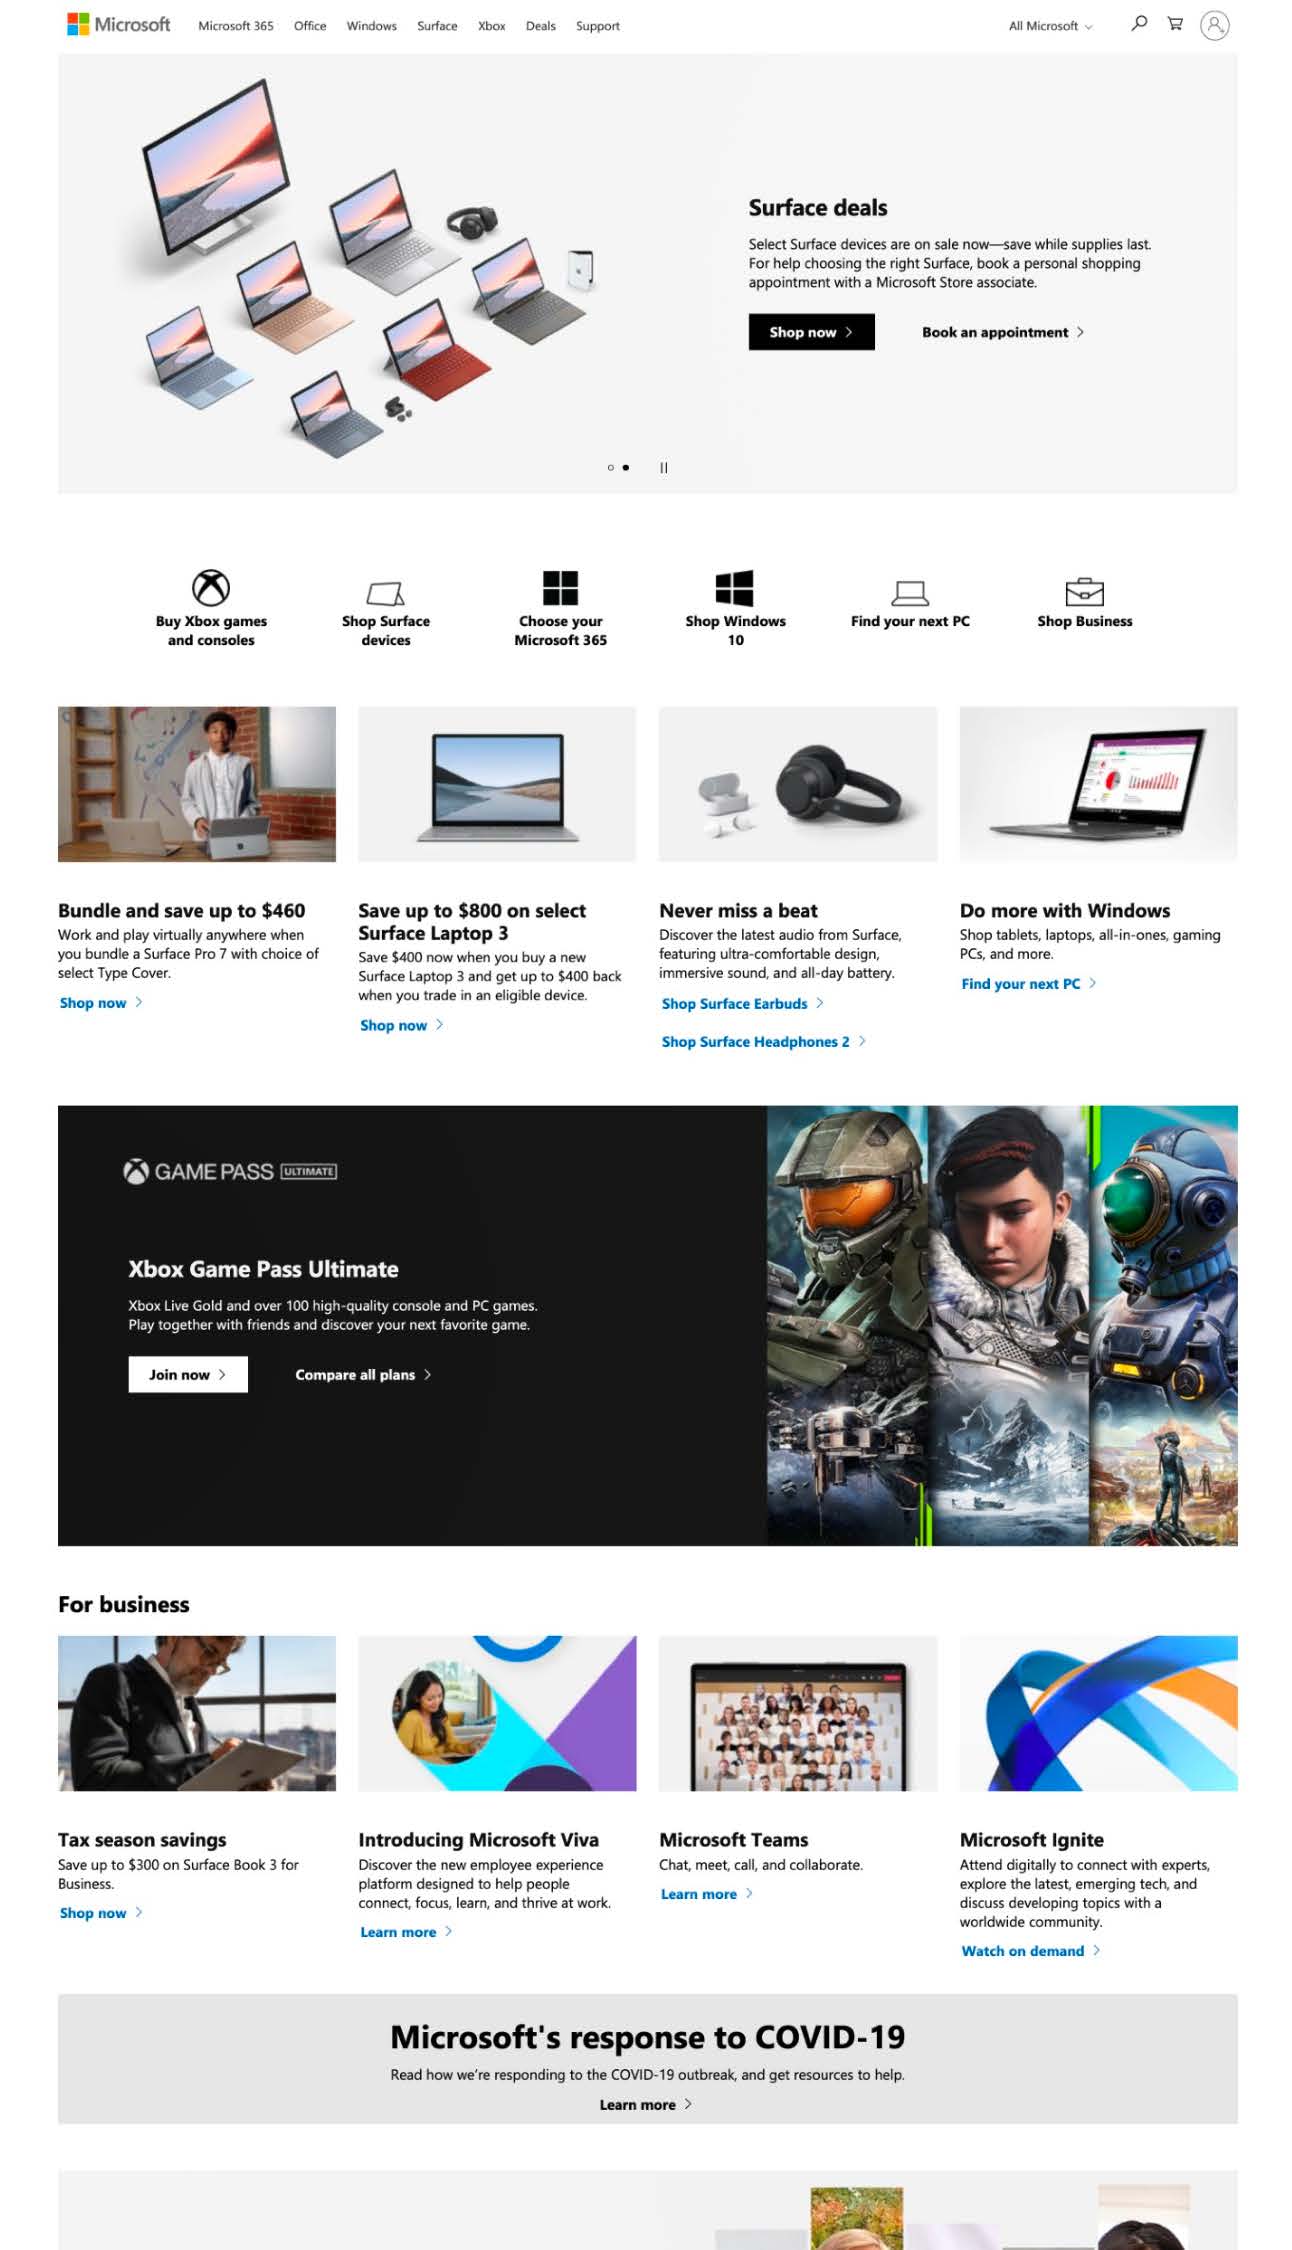 Microsoft
Microsoft 365
Office
Windows
Surface
Xbox
Deals
Support
All Microsoft
Surface deals
Select Surface devices are on sale now—save while supplies last.
For help choosing the right Surface, book a personal shopping
appointment with a Microsoft Store associate.
Shop now
Book an appointment
Buy Xbox games
and consoles
Shop Surface
devices
Choose your
Microsoft 365
Shop Windows
10
Find your next PC
Shop Business
Bundle and save up to $460
Work and play virtually anywhere when
you bundle a Surface Pro 7 with choice of
select Type Cover.
Shop now
Save up to $800 on select
Surface Laptop 3
Save $400 now when you buy a new
Surface Laptop 3 and get up to $400 back
when you trade in an eligible device.
Shop now
Never miss a beat
Discover the latest audio from Surface,
featuring ultra-comfortable design,
immersive sound, and all-day battery.
Shop Surface Earbuds
Shop Surface Headphones 2
Do more with Windows
Shop tablets, laptops, all-in-ones, gaming
PCs, and more.
Find your next PC
GAME PASS ULTIMATE
Xbox Game Pass Ultimate
Xbox Live Gold and over 100 high-quality console and PC games.
Play together with friends and discover your next favorite game.
Join now
Compare all plans
For business
Tax season savings
Save up to $300 on Surface Book 3 for
Business.
Shop now
Introducing Microsoft Viva
Discover the new employee experience
platform designed to help people
connect, focus, learn, and thrive at work.
Learn more
Microsoft Teams
Chat, meet, call, and collaborate.
Learn more
Microsoft Ignite
Attend digitally to connect with experts,
explore the latest, emerging tech, and
discuss developing topics with a
worldwide community.
Watch on demand
Microsoft's response to COVID-19
Read how we're responding to the COVID-19 outbreak, and get resources to help.
Learn more